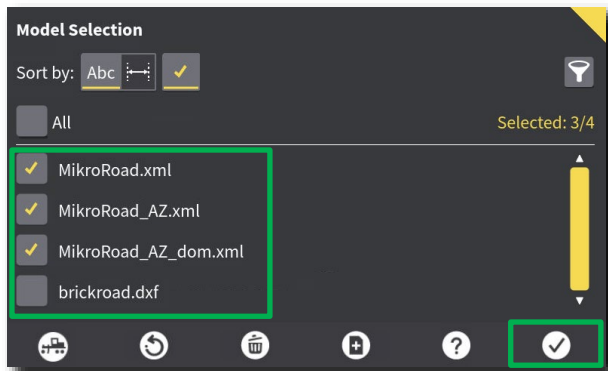 Model Selection
Sort by: Abc
All Selected: 3/4
MikroRoad.xml
MikroRoad_AZ.xml
MikroRoad_AZ_dom.xml
brickroad.dxf
?